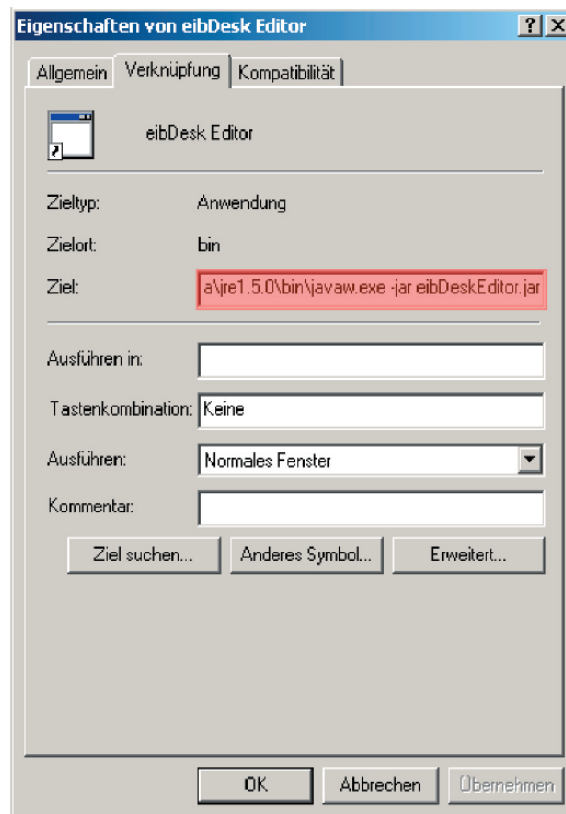 Eigenschaften von eibDesk Editor
Allgemein Verknüpfung Kompatibilität
eibDesk Editor
Zieltyp: Anwendung
Zielort: bin
Ziel: a\jre1.5.0\bin\javaw.exe -jar eibDeskEditor.jar
Ausführen in:
Tastenkombination: Keine
Ausführen: Normales Fenster
Kommentar:
Ziel suchen... Anderes Symbol... Erweitert...
OK Abbrechen Übernehmen